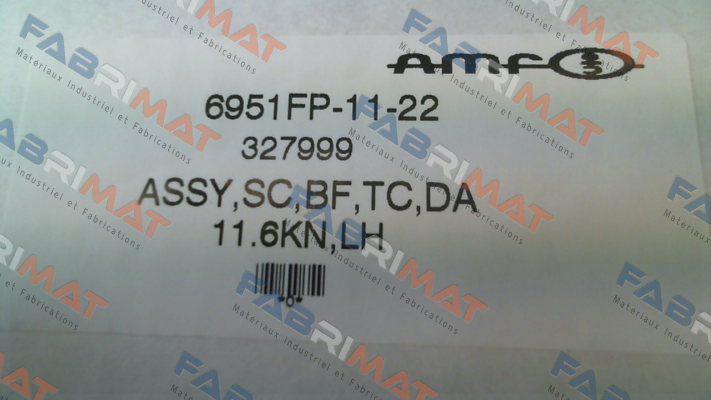 AMF
6951FP-11-22
327999
ASSY,SC,BF,TC,DA
11.6KN,LH
FABRIMAT
Materiaux Industriel et Fabrications